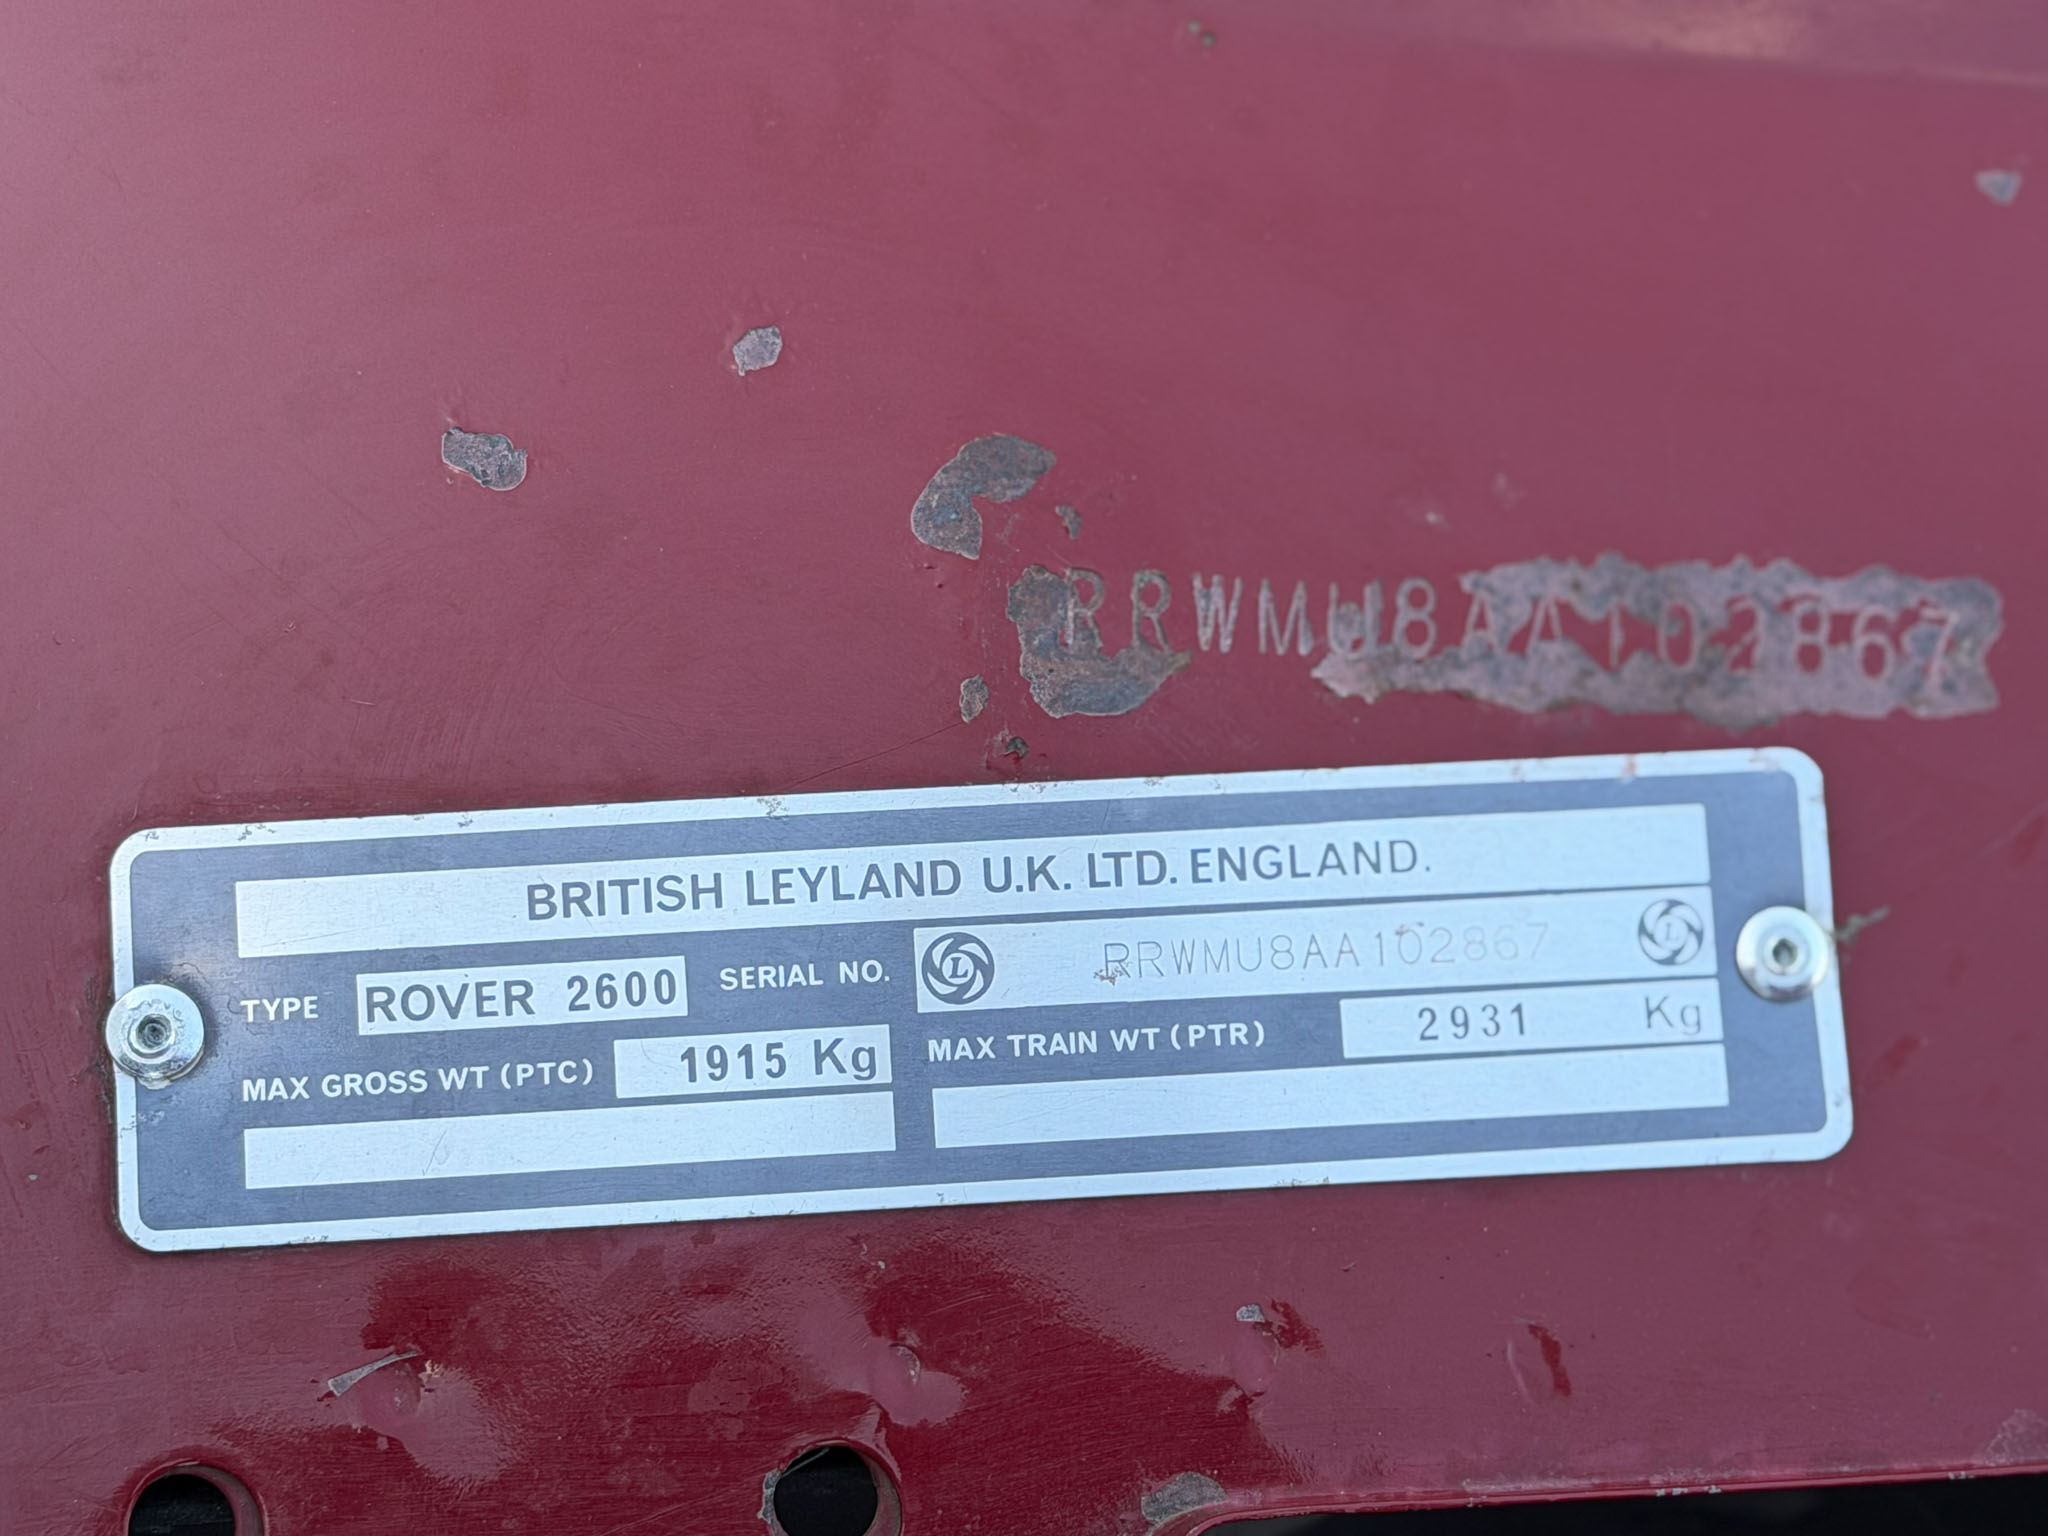 RRWMU8AA102867
BRITISH LEYLAND U.K. LTD. ENGLAND.
TYPE ROVER 2600 SERIAL NO. L RRWMU8AA102867 L
MAX GROSS WT (PTC) 1915 Kg MAX TRAIN WT (PTR) 2931 Kg